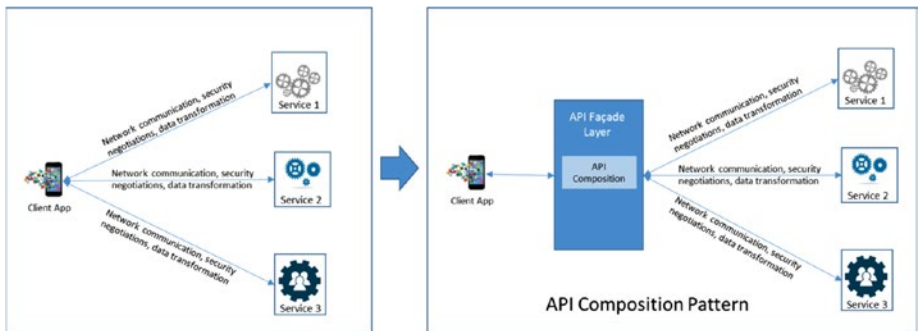 Network communication, security
negotiations, data transformation
Service 1
Client App
Network communication, security
negotiations, data transformation
Service 2
Network communication, security
negotiations, data transformation
Service 3
API Façade
Layer
API
Composition
Client App
Network communication, security
negotiations, data transformation
Service 1
Network communication, security
negotiations, data transformation
Service 2
Network communication, security
negotiations, data transformation
Service 3
API Composition Pattern